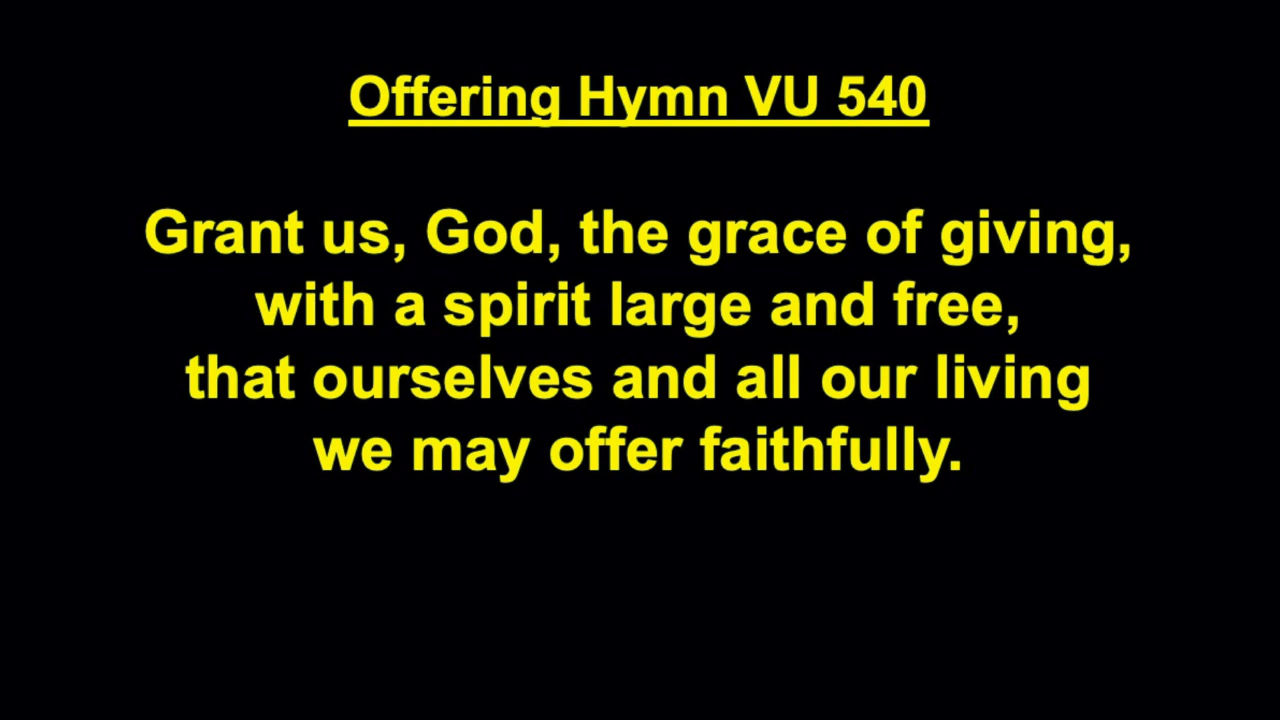 Offering Hymn VU 540
Grant us, God, the grace of giving,
with a spirit large and free,
that ourselves and all our living
we may offer faithfully.